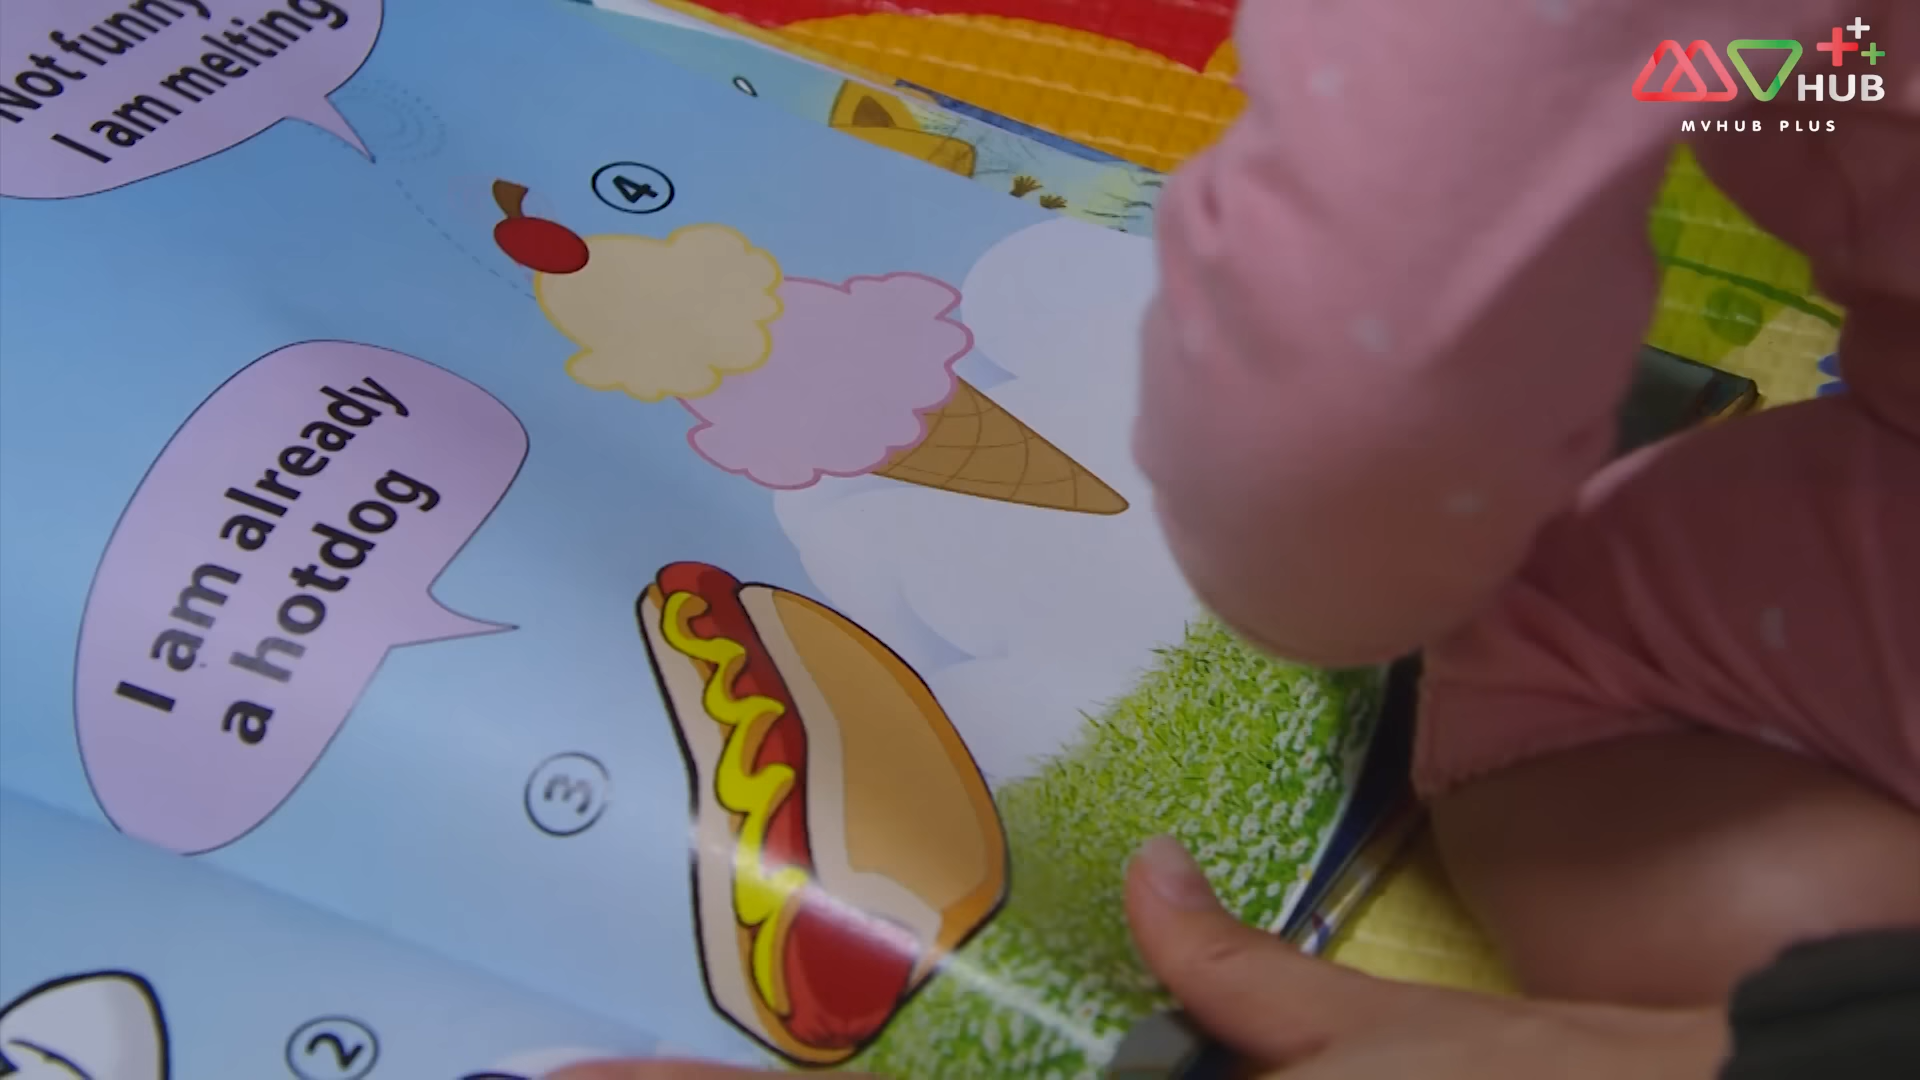 Not funny
I am melting
4
I am already
a hotdog
3
2
HUB
MVHUB PLUS